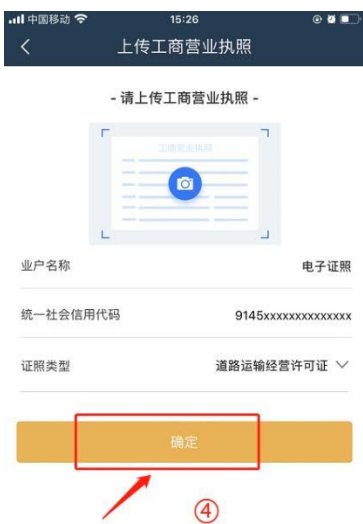 中国移动 15:26
上传工商营业执照
- 请上传工商营业执照 -
工商营业执照
业户名称 电子证照
统一社会信用代码 9145xxxxxxxxxxxxxx
证照类型 道路运输经营许可证
确定
④